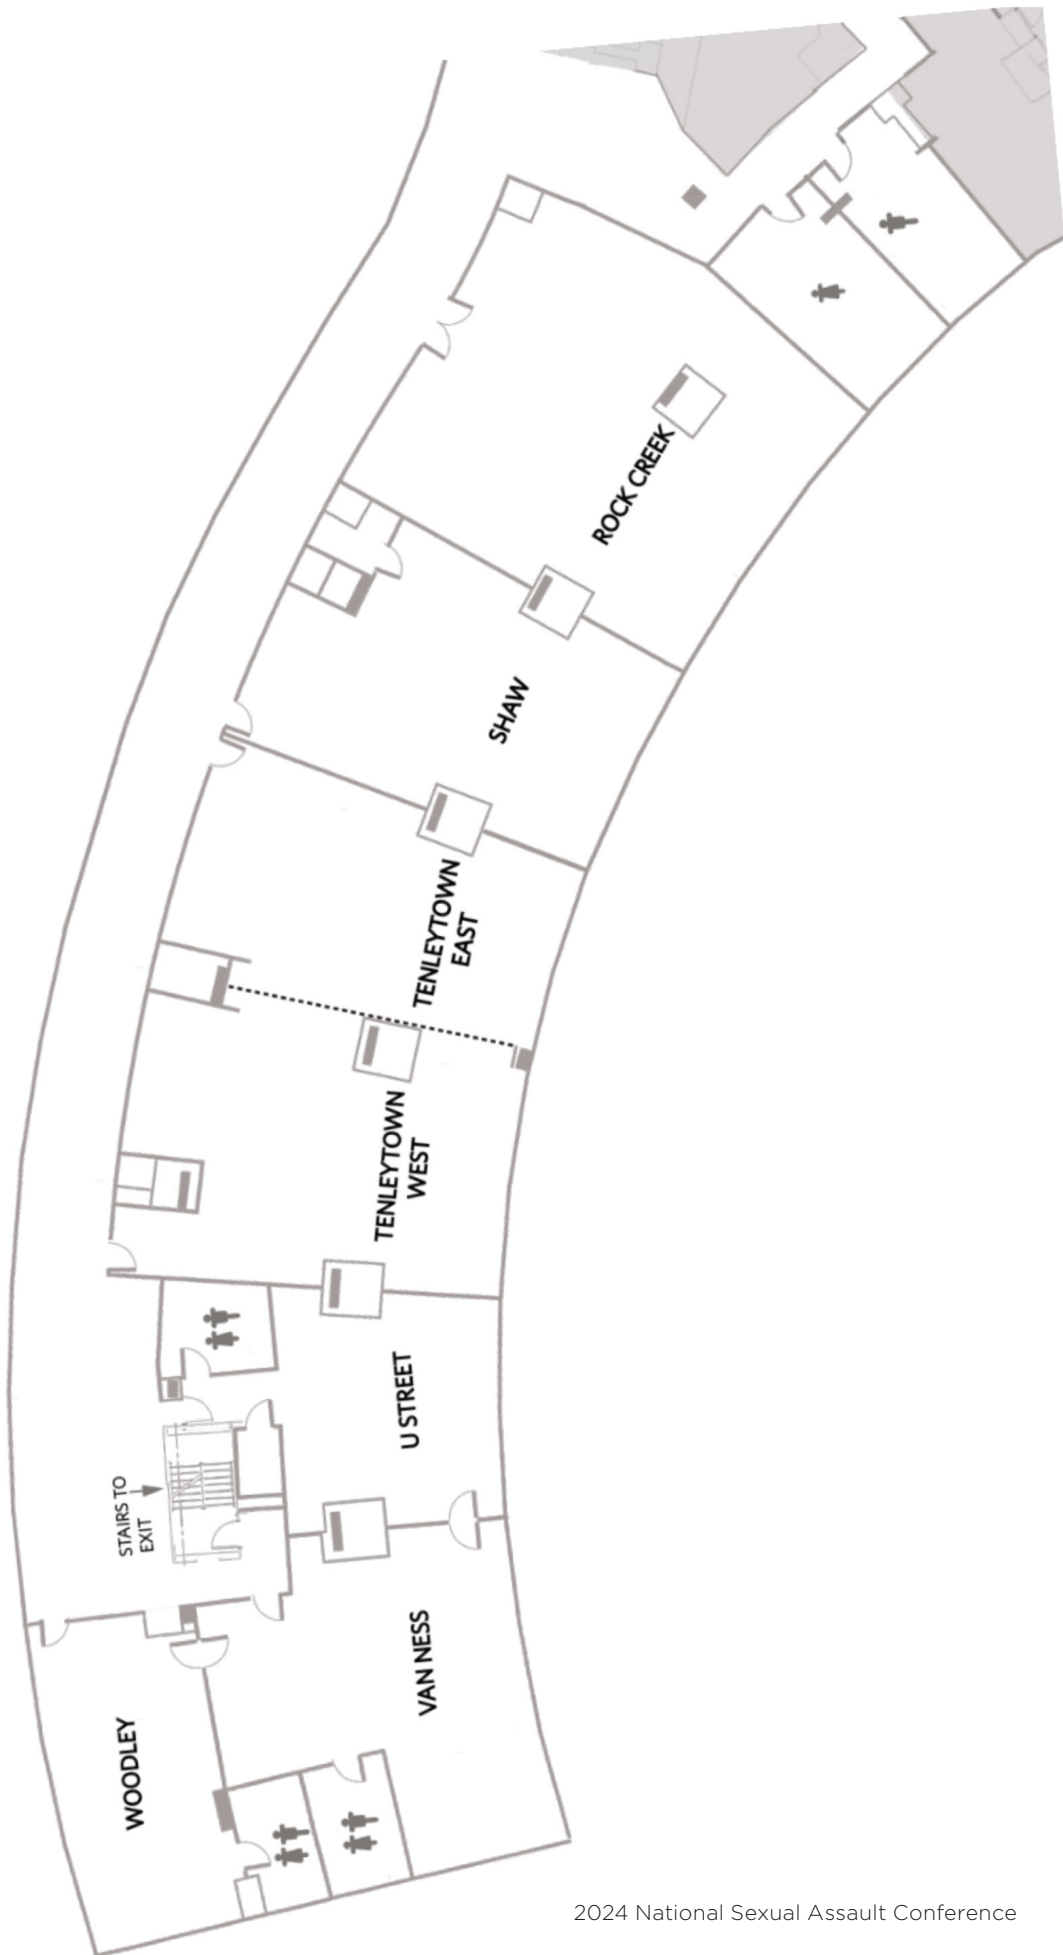 ROCK CREEK
SHAW
TENLEYTOWN
EAST
TENLEYTOWN
WEST
U STREET
STAIRS TO
EXIT
VAN NESS
WOODLEY
2024 National Sexual Assault Conference